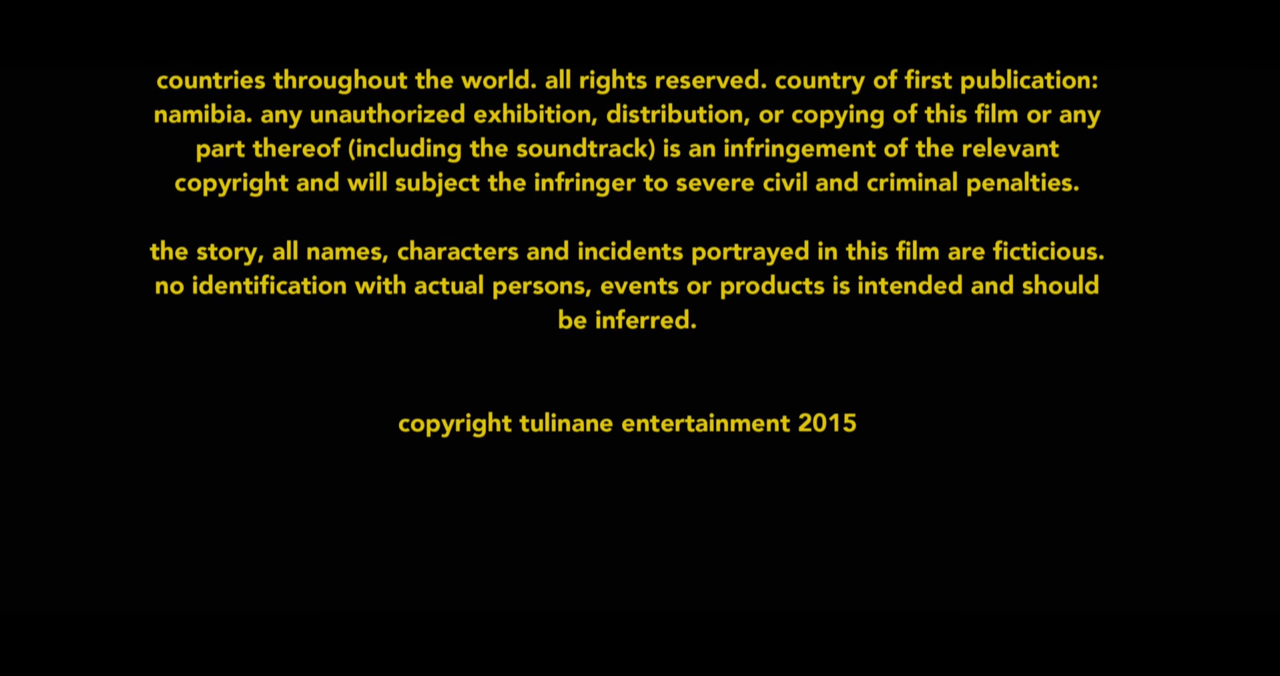 countries throughout the world. all rights reserved. country of first publication:
namibia. any unauthorized exhibition, distribution, or copying of this film or any
part thereof (including the soundtrack) is an infringement of the relevant
copyright and will subject the infringer to severe civil and criminal penalties.
the story, all names, characters and incidents portrayed in this film are ficticious.
no identification with actual persons, events or products is intended and should
be inferred.
copyright tulinane entertainment 2015